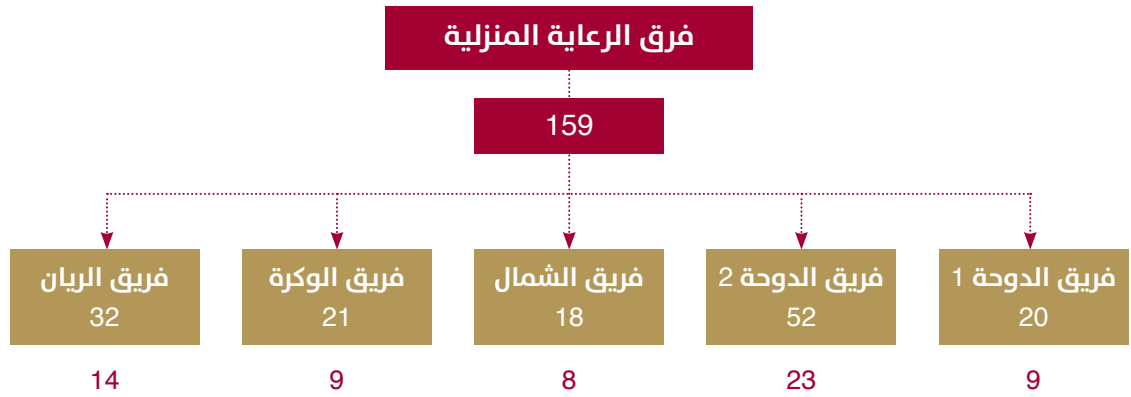 فرق الرعاية المنزلية
159
فريق الدوحة 1
20
فريق الدوحة 2
52
فريق الشمال
18
فريق الوكرة
21
فريق الريان
32
9
23
8
9
14